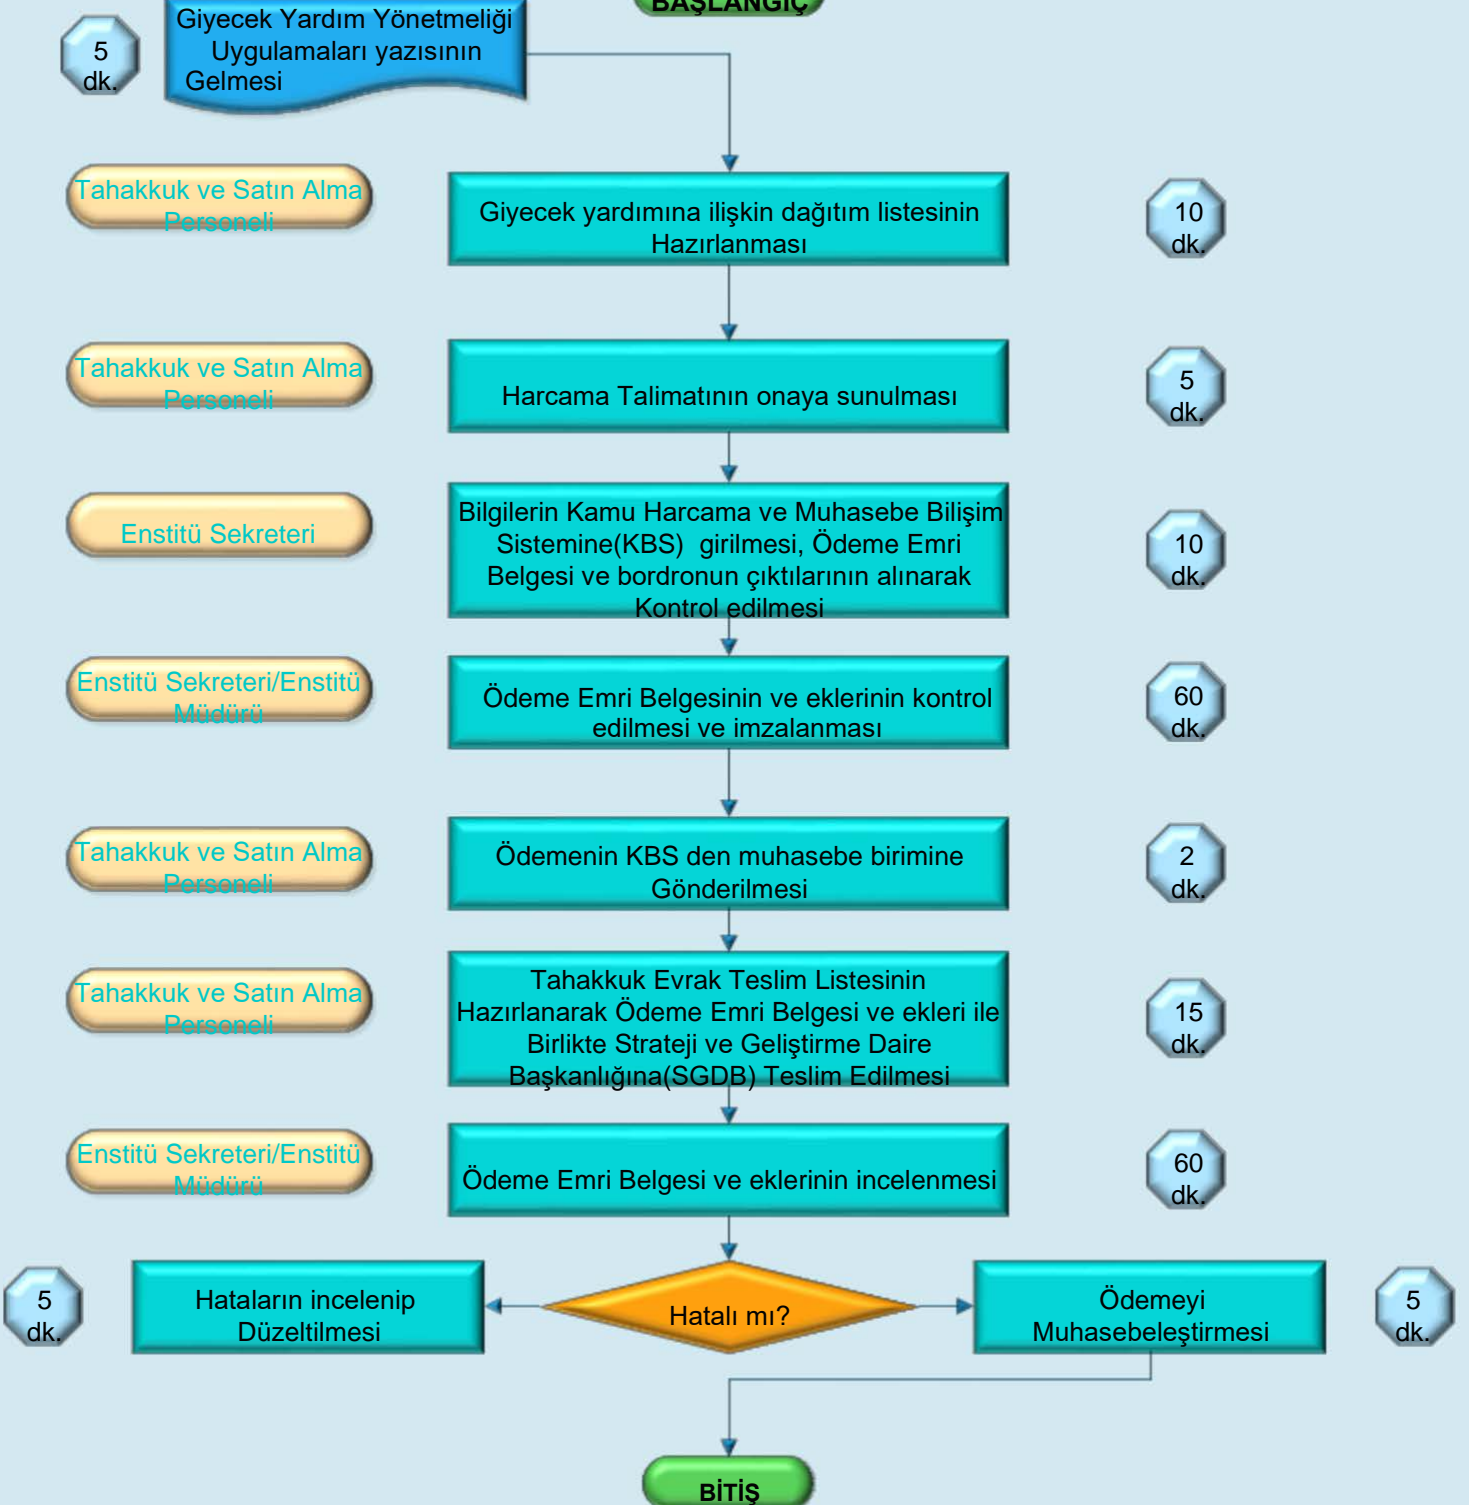 BAŞLANGIÇ
5
dk.
Giyecek Yardım Yönetmeliği
Uygulamaları yazısının
Gelmesi
Tahakkuk ve Satın Alma
Personeli
Giyecek yardımına ilişkin dağıtım listesinin
Hazırlanması
10
dk.
Tahakkuk ve Satın Alma
Personeli
Harcama Talimatının onaya sunulması
5
dk.
Enstitü Sekreteri
Bilgilerin Kamu Harcama ve Muhasebe Bilişim
Sistemine(KBS) girilmesi, Ödeme Emri
Belgesi ve bordronun çıktılarının alınarak
Kontrol edilmesi
10
dk.
Enstitü Sekreteri/Enstitü
Müdürü
Ödeme Emri Belgesinin ve eklerinin kontrol
edilmesi ve imzalanması
60
dk.
Tahakkuk ve Satın Alma
Personeli
Ödemenin KBS den muhasebe birimine
Gönderilmesi
2
dk.
Tahakkuk ve Satın Alma
Personeli
Tahakkuk Evrak Teslim Listesinin
Hazırlanarak Ödeme Emri Belgesi ve ekleri ile
Birlikte Strateji ve Geliştirme Daire
Başkanlığına(SGDB) Teslim Edilmesi
15
dk.
Enstitü Sekreteri/Enstitü
Müdürü
Ödeme Emri Belgesi ve eklerinin incelenmesi
60
dk.
5
dk.
Hataların incelenip
Düzeltilmesi
Hatalı mı?
Ödemeyi
Muhasebeleştirmesi
5
dk.
BİTİŞ